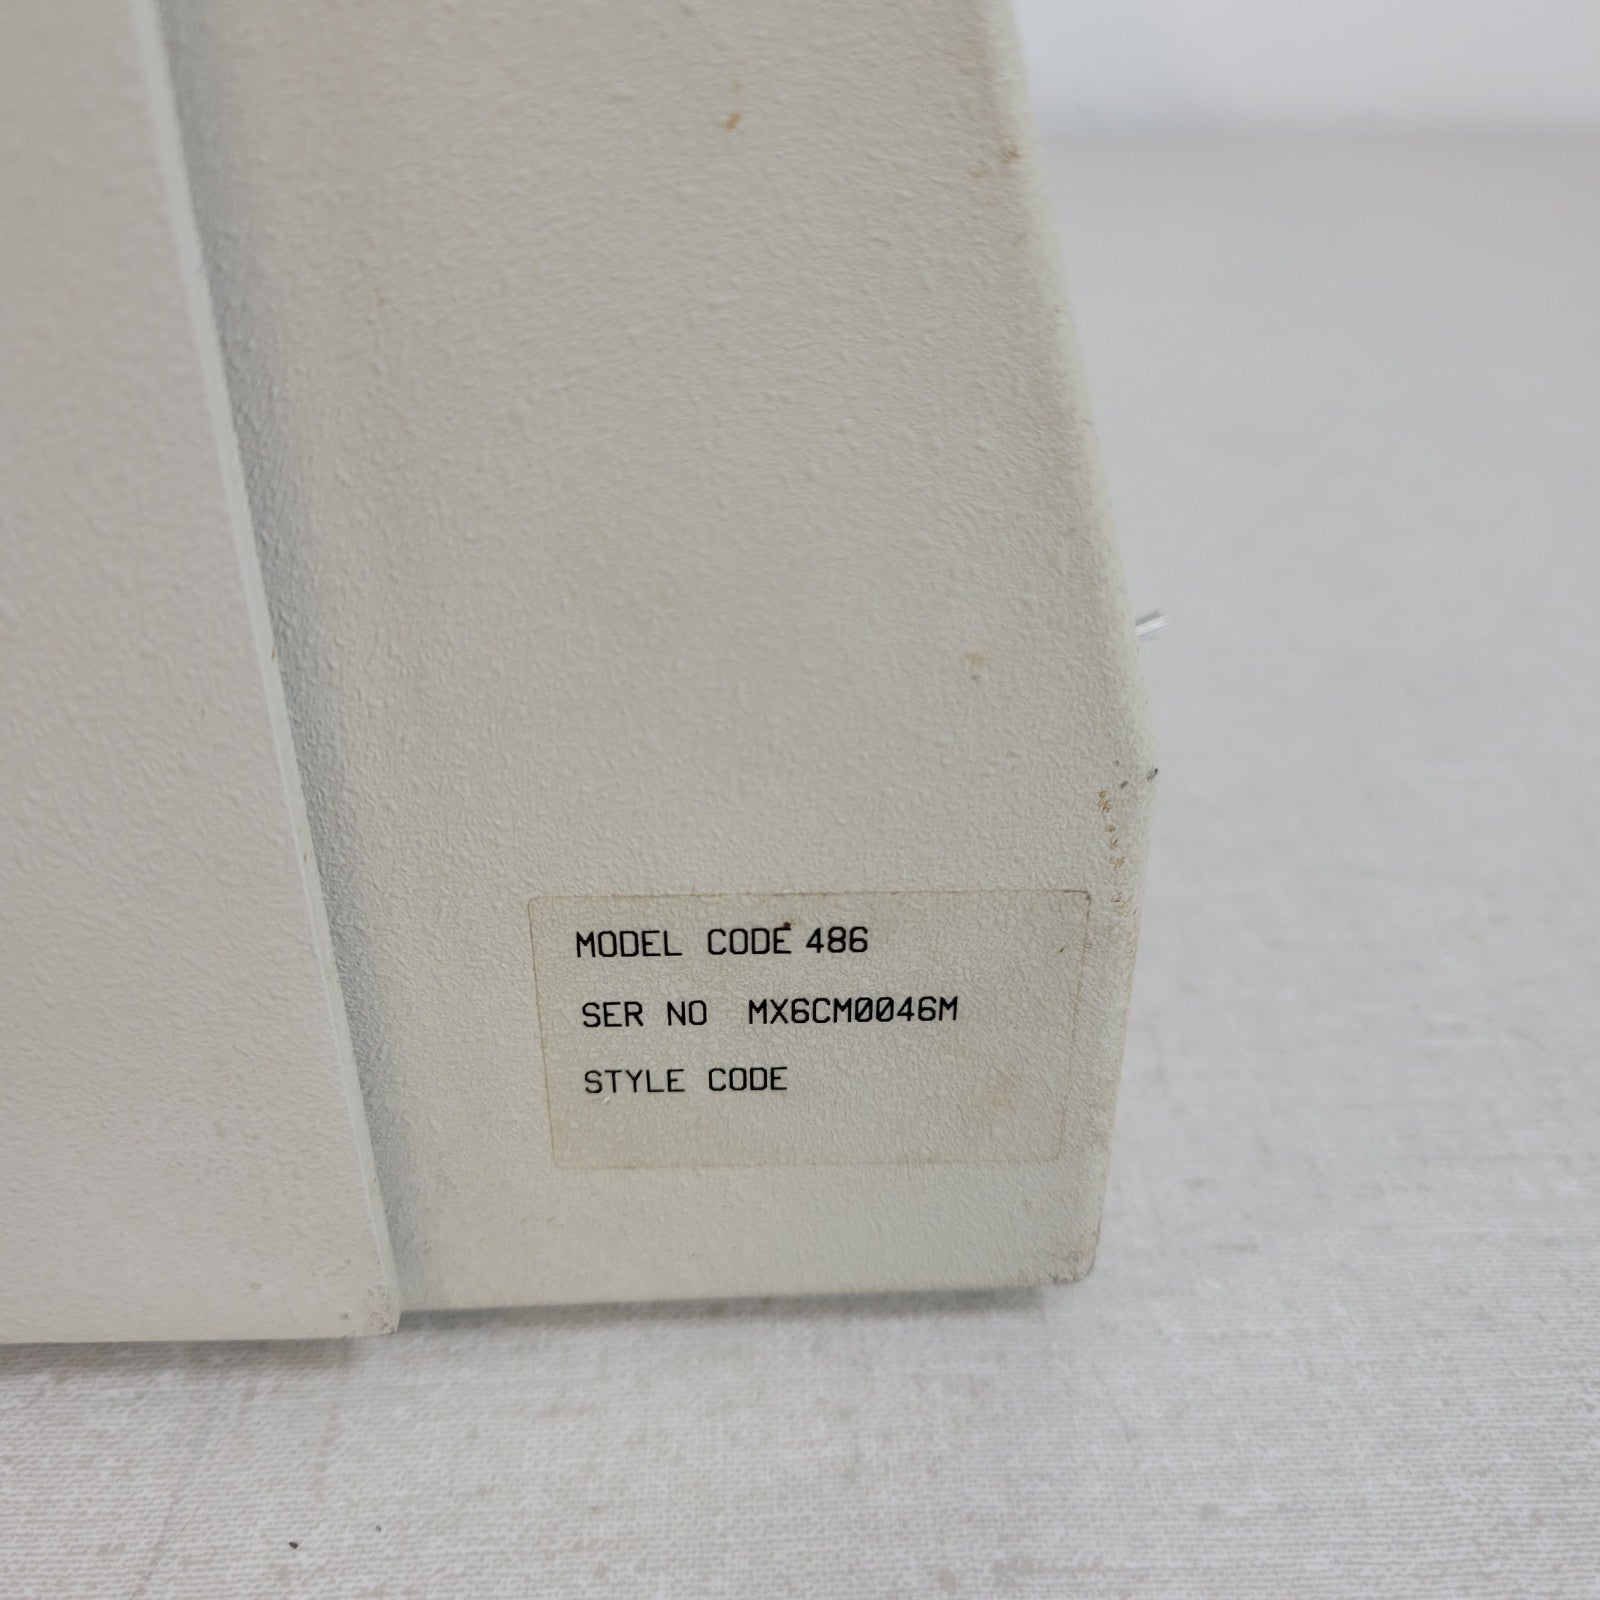 MODEL CODE 486
SER NO MX6CM0046M
STYLE CODE